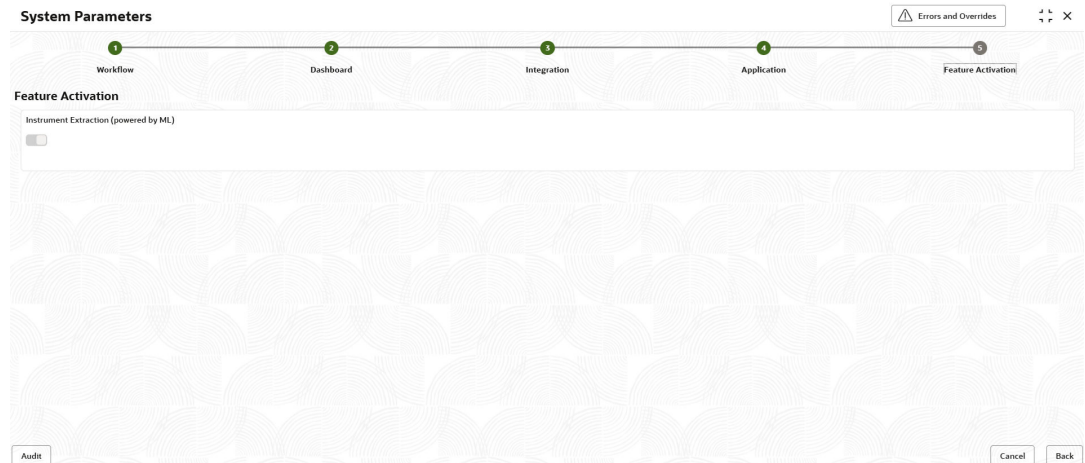 System Parameters
Errors and Overrides
1
2
3
4
5
Workflow
Dashboard
Integration
Application
Feature Activation
Feature Activation
Instrument Extraction (powered by ML)
Audit
Cancel
Back